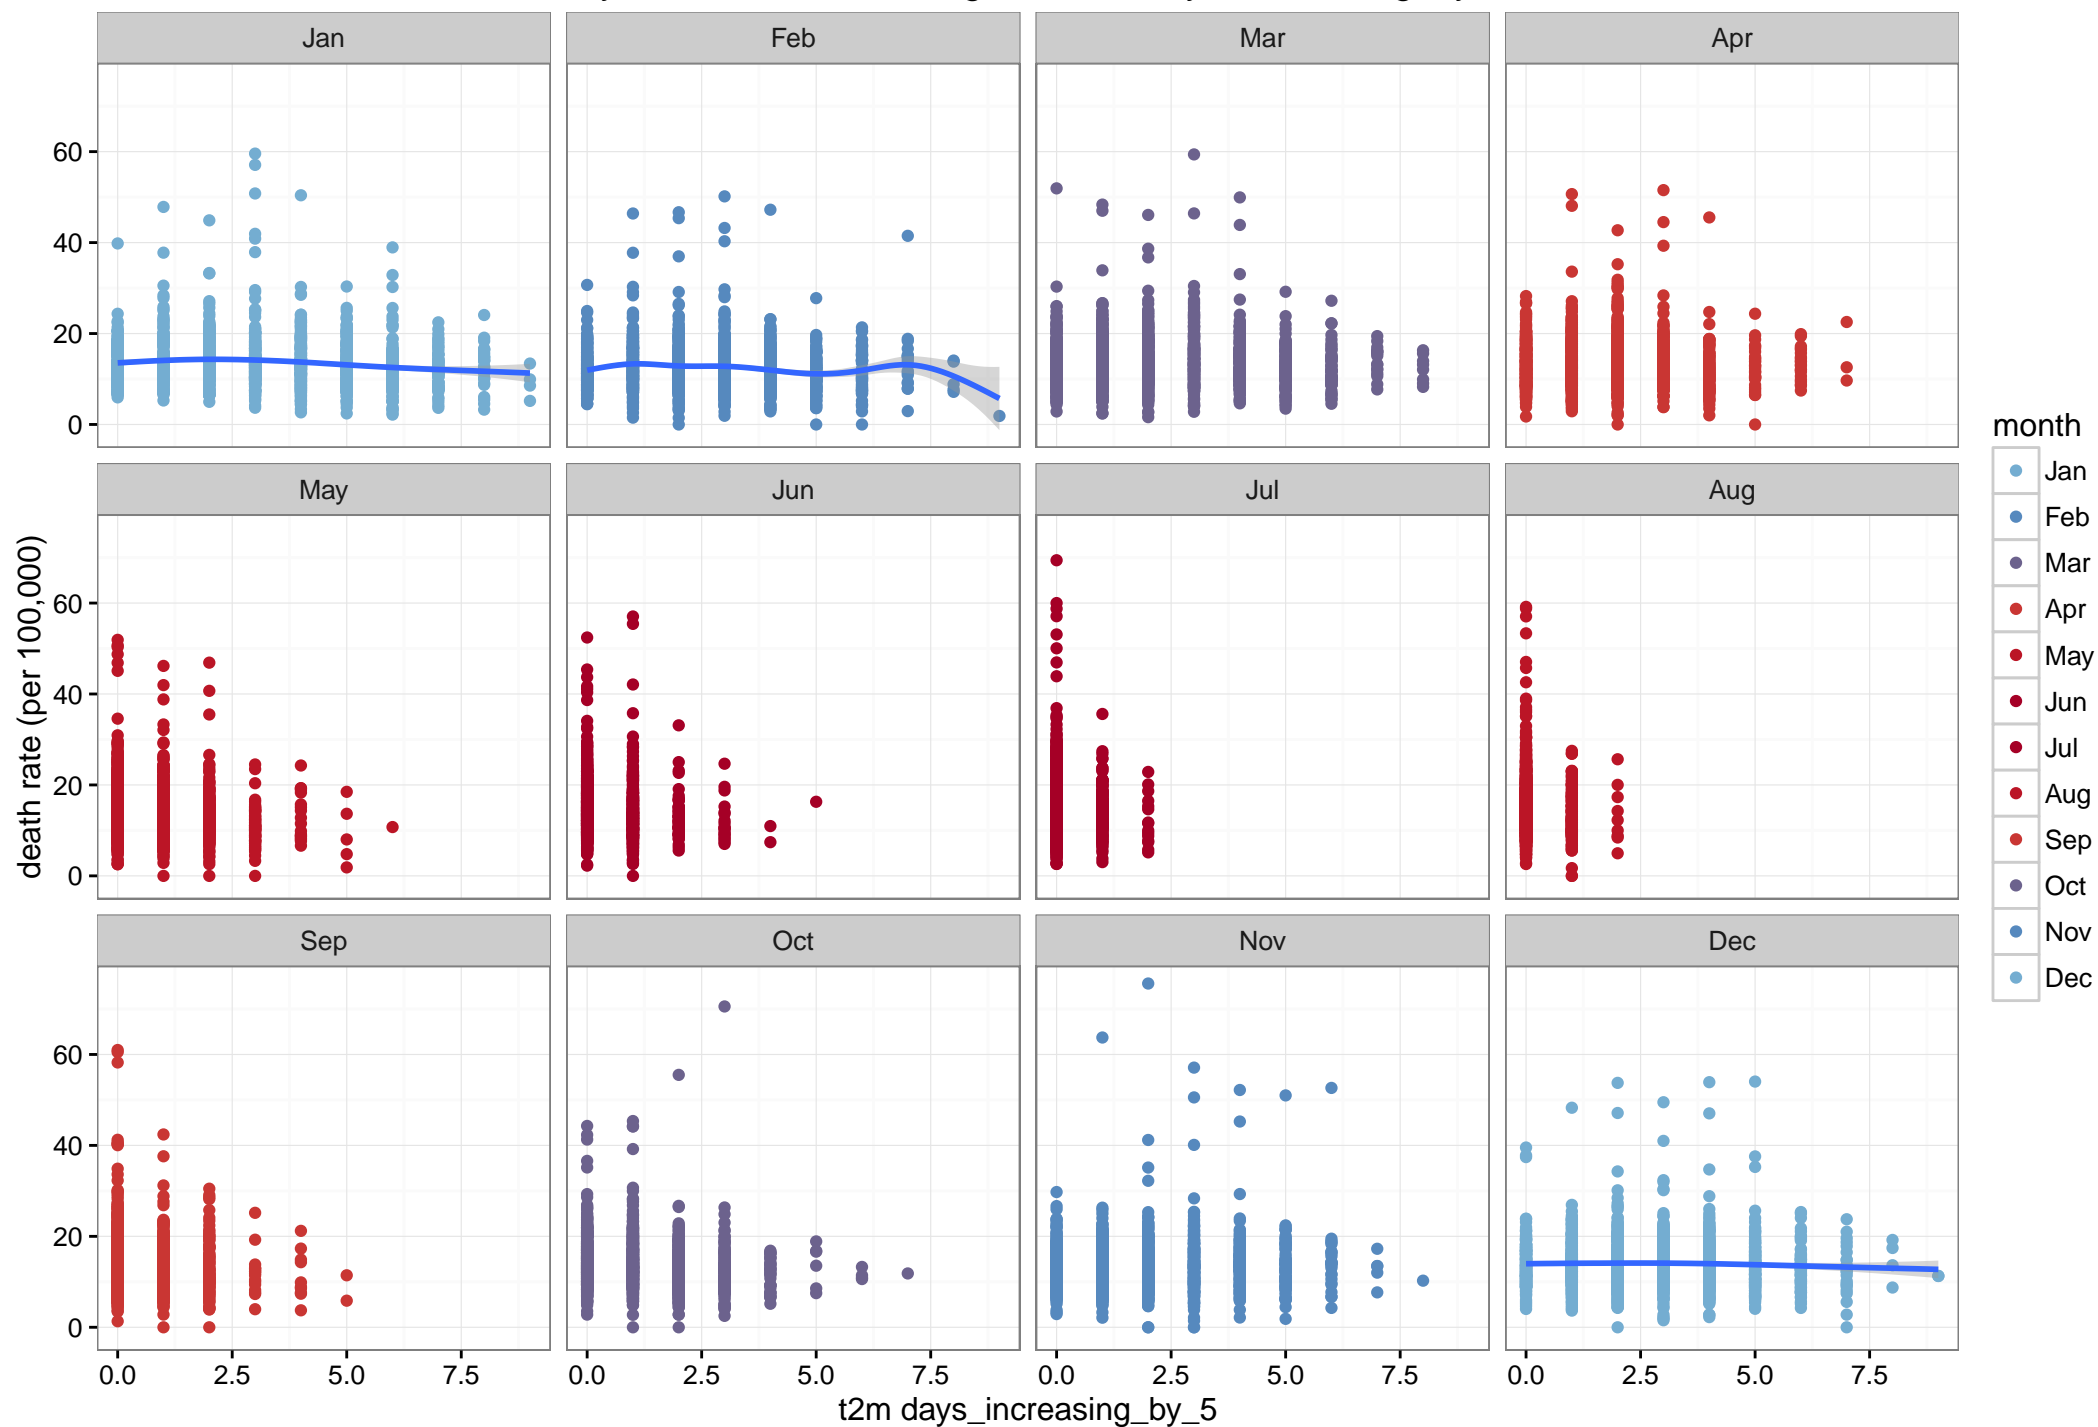 Jan Feb Mar Apr
60
40
20
0
May Jun Jul Aug
60
40
20
0
Sep Oct Nov Dec
60
40
20
0
0.0 2.5 5.0 7.5 0.0 2.5 5.0 7.5 0.0 2.5 5.0 7.5 0.0 2.5 5.0 7.5
t2m days_increasing_by_5
death rate (per 100,000)
month
Jan
Feb
Mar
Apr
May
Jun
Jul
Aug
Sep
Oct
Nov
Dec